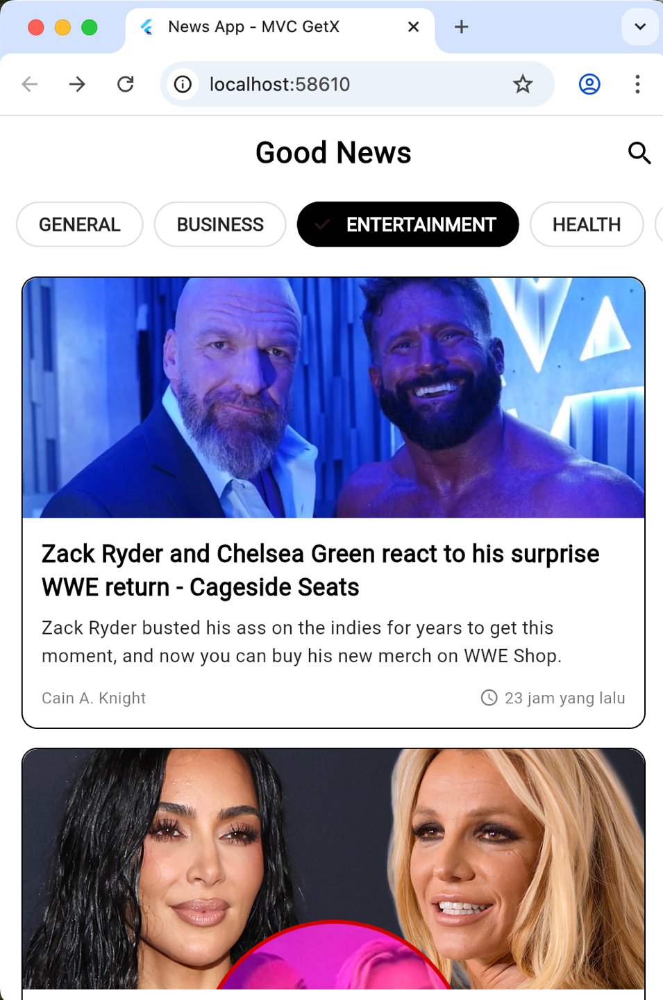 News App - MVC GetX
localhost:58610
Good News
GENERAL
BUSINESS
ENTERTAINMENT
HEALTH
Zack Ryder and Chelsea Green react to his surprise
WWE return - Cageside Seats
Zack Ryder busted his ass on the indies for years to get this
moment, and now you can buy his new merch on WWE Shop.
Cain A. Knight
23 jam yang lalu